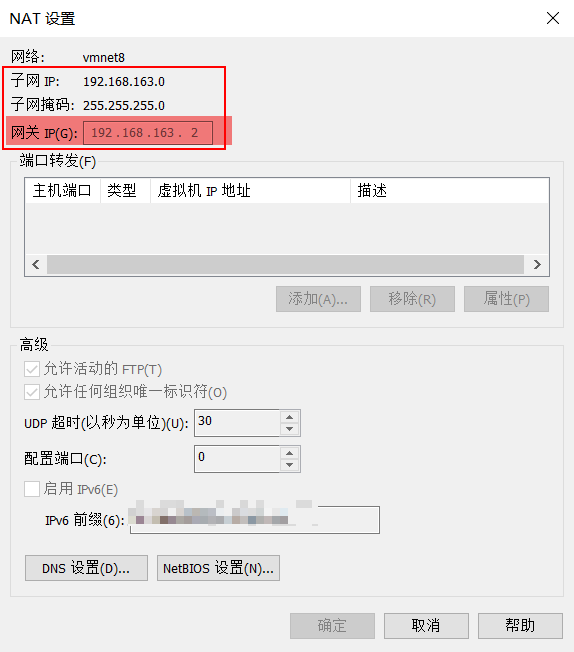 NAT 设置
网络: vmnet8
子网 IP: 192.168.163.0
子网掩码: 255.255.255.0
网关 IP(G): 192.168.163. 2
端口转发(F)
主机端口 类型 虚拟机 IP 地址 描述
添加(A)... 移除(R) 属性(P)
高级
允许活动的 FTP(T)
允许任何组织唯一标识符(O)
UDP 超时(以秒为单位)(U): 30
配置端口(C): 0
启用 IPv6(E)
IPv6 前缀(6):
DNS 设置(D)... NetBIOS 设置(N)...
确定 取消 帮助